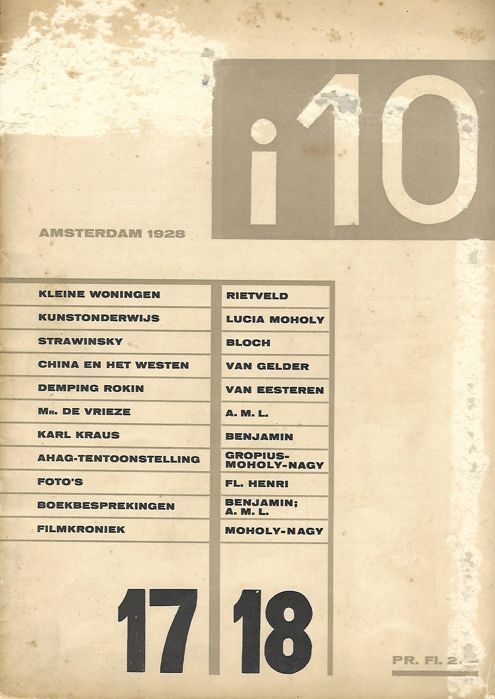 i10
AMSTERDAM 1928
KLEINE WONINGEN RIETVELD
KUNSTONDERWIJS LUCIA MOHOLY
STRAWINSKY BLOCH
CHINA EN HET WESTEN VAN GELDER
DEMPING ROKIN VAN EESTEREN
MR. DE VRIEZE A. M. L.
KARL KRAUS BENJAMIN
AHAG-TENTOONSTELLING GROPIUS-
MOHOLY-NAGY
FOTO'S FL. HENRI
BOEKBESPREKINGEN BENJAMIN;
A. M. L.
FILMKRONIEK MOHOLY-NAGY
17 18
PR. Fl. 2.–